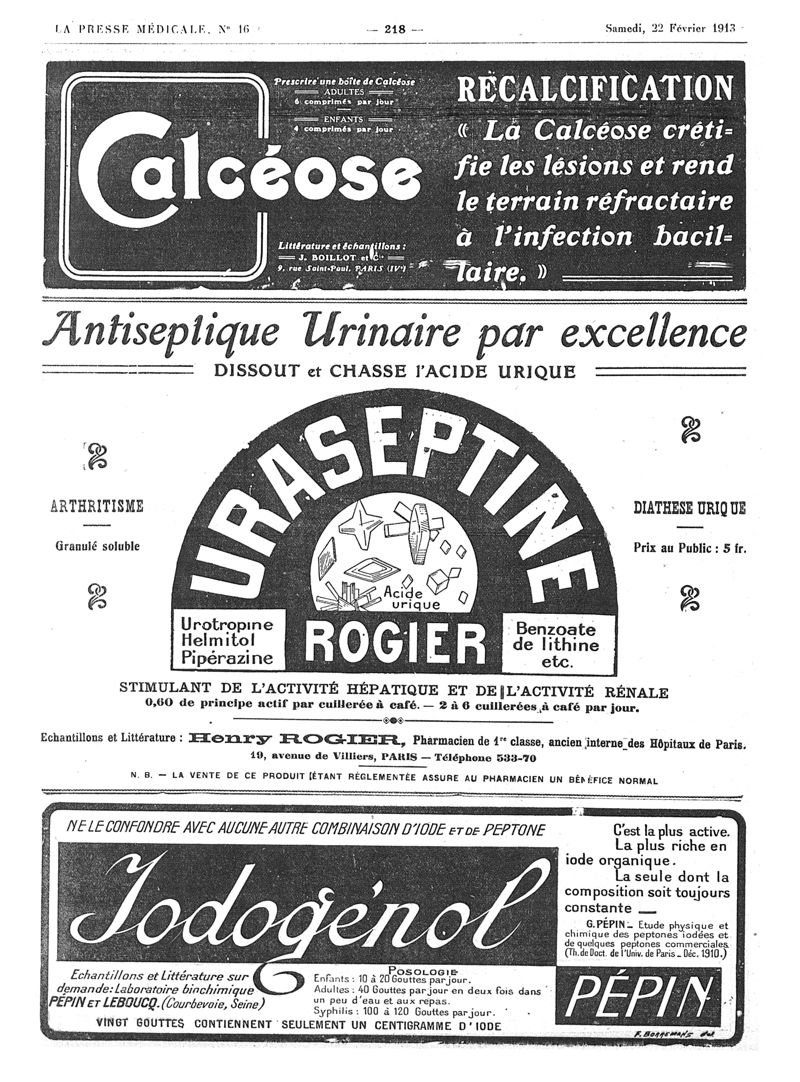 LA PRESSE MÉDICALE, N° 16
— 218 —
Samedi, 22 Février 1913
Calcéose
Prescrire une boîte de Calcéose
ADULTES
6 comprimés par jour
ENFANTS
4 comprimés par jour
Littérature et échantillons :
J. BOILLOT et Cie
9, rue Saint-Paul, PARIS (IVe)
RECALCIFICATION
« La Calcéose créti=
fie les lésions et rend
le terrain réfractaire
à l'infection bacil=
laire. »
Antiseptique Urinaire par excellence
DISSOUT et CHASSE l'ACIDE URIQUE
ARTHRITISME
Granulé soluble
URASEPTINE
Acide
urique
Urotropine
Helmitol
Pipérazine
ROGIER
Benzoate
de lithine
etc.
DIATHESE URIQUE
Prix au Public : 5 fr.
STIMULANT DE L'ACTIVITÉ HÉPATIQUE ET DE L'ACTIVITÉ RÉNALE
0,60 de principe actif par cuillerée à café. — 2 à 6 cuillerées à café par jour.
Echantillons et Littérature : Henry ROGIER, Pharmacien de 1re classe, ancien interne des Hôpitaux de Paris.
19, avenue de Villiers, PARIS — Téléphone 533-70
N. B. — LA VENTE DE CE PRODUIT ÉTANT RÉGLEMENTÉE ASSURE AU PHARMACIEN UN BÉNÉFICE NORMAL
NE LE CONFONDRE AVEC AUCUNE AUTRE COMBINAISON D'IODE ET DE PEPTONE
Iodogénol
Echantillons et Littérature sur
demande: Laboratoire binchimique
PÉPIN ET LEBOUCQ. (Courbevoie, Seine)
POSOLOGIE
Enfants : 10 à 20 Gouttes par jour.
Adultes : 40 Gouttes par jour en deux fois dans
un peu d'eau et aux repas.
Syphilis : 100 à 120 Gouttes par jour.
VINGT GOUTTES CONTIENNENT SEULEMENT UN CENTIGRAMME D'IODE
C'est la plus active.
La plus riche en
iode organique.
La seule dont la
composition soit toujours
constante —
G. PÉPIN _ Etude physique et
chimique des peptones iodées et
de quelques peptones commerciales
(Th. de Doct. de l'Univ. de Paris _ Déc. 1910.)
PÉPIN